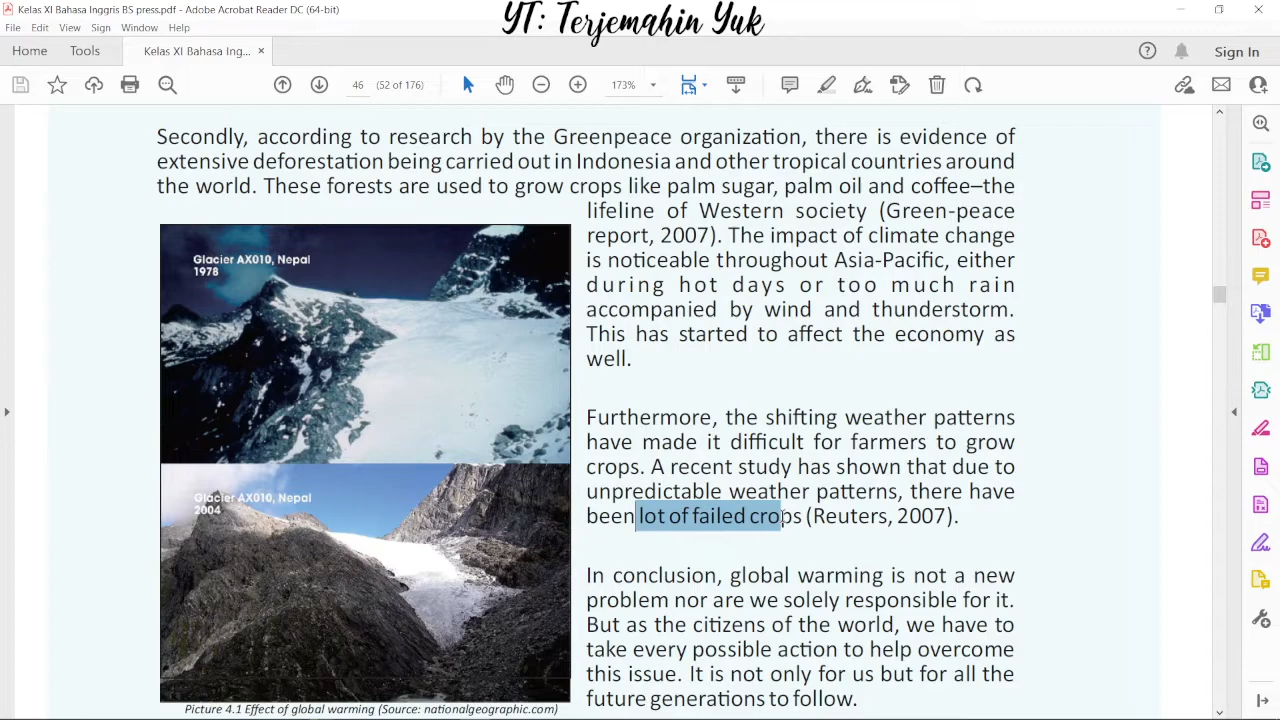 Kelas XI Bahasa Inggris BS press.pdf - Adobe Acrobat Reader DC (64-bit)
YT: Terjemahin Yuk
File Edit View Sign Window Help
Home Tools Kelas XI Bahasa Ing... ×
Sign In
46 (52 of 176) 173%
Secondly, according to research by the Greenpeace organization, there is evidence of
extensive deforestation being carried out in Indonesia and other tropical countries around
the world. These forests are used to grow crops like palm sugar, palm oil and coffee–the
lifeline of Western society (Green-peace
report, 2007). The impact of climate change
is noticeable throughout Asia-Pacific, either
during hot days or too much rain
accompanied by wind and thunderstorm.
This has started to affect the economy as
well.
Glacier AX010, Nepal
1978
Furthermore, the shifting weather patterns
have made it difficult for farmers to grow
crops. A recent study has shown that due to
unpredictable weather patterns, there have
been lot of failed crops (Reuters, 2007).
Glacier AX010, Nepal
2004
In conclusion, global warming is not a new
problem nor are we solely responsible for it.
But as the citizens of the world, we have to
take every possible action to help overcome
this issue. It is not only for us but for all the
future generations to follow.
Picture 4.1 Effect of global warming (Source: nationalgeographic.com)